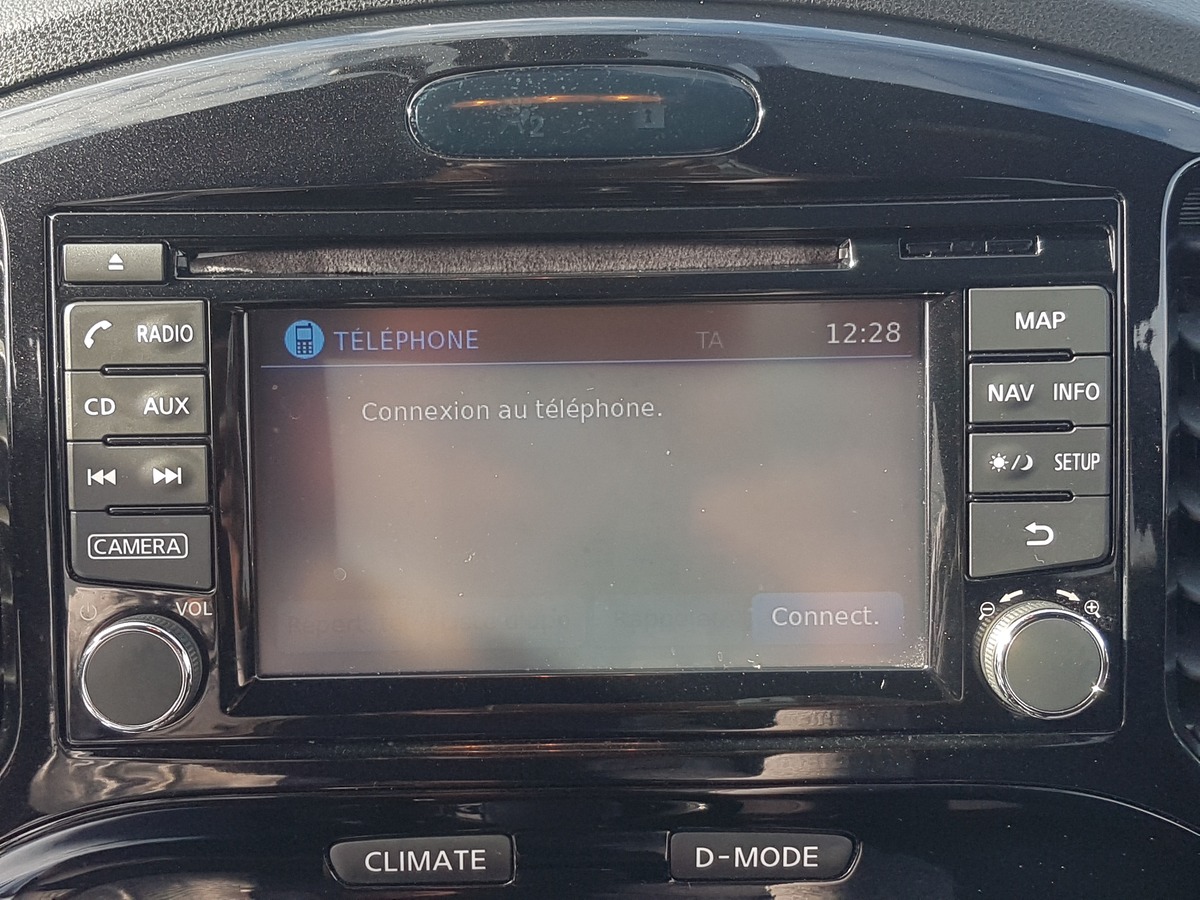 RADIO
CD AUX
CAMERA
VOL
TÉLÉPHONE TA 12:28
Connexion au téléphone.
Connect.
MAP
NAV INFO
SETUP
CLIMATE
D-MODE